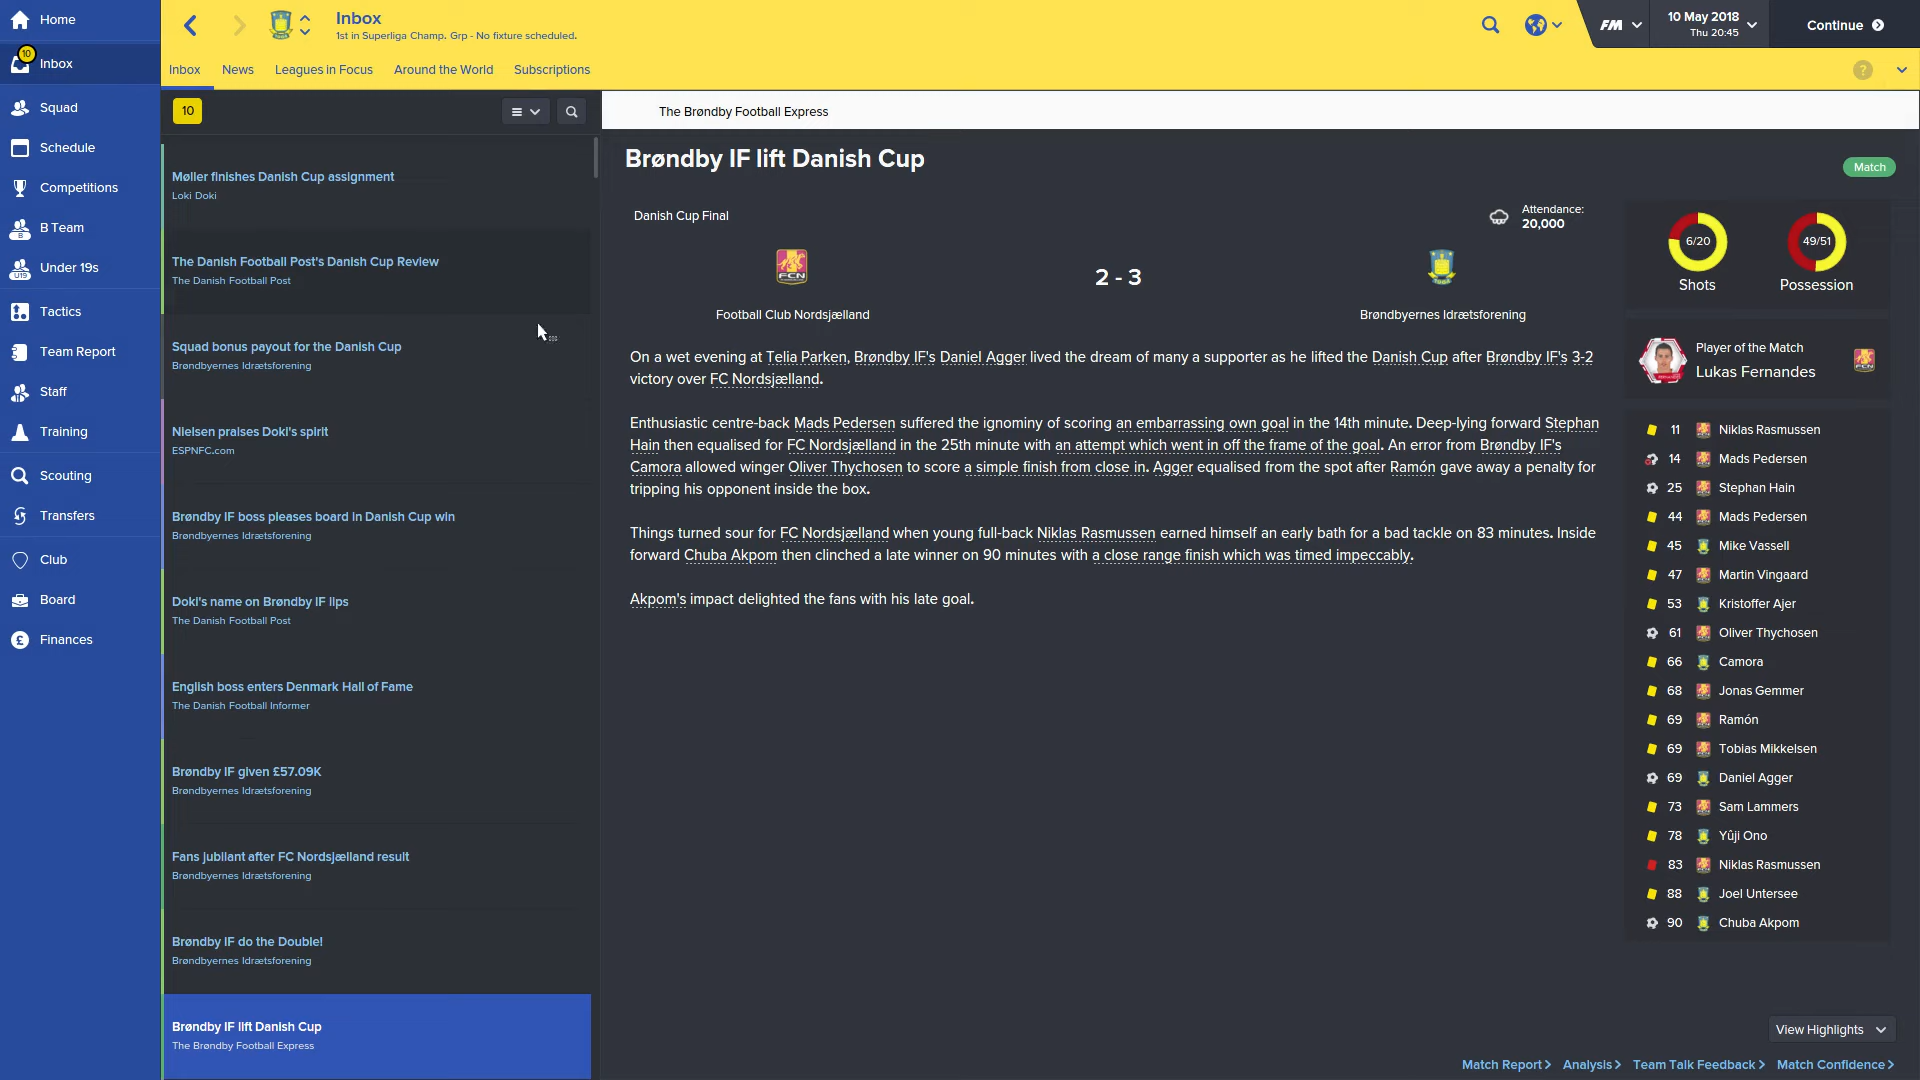 Home
10
Inbox
Squad
Schedule
Competitions
B
B Team
U19
Under 19s
Tactics
Team Report
Staff
Training
Scouting
Transfers
Club
Board
£
Finances
Inbox
1st in Superliga Champ. Grp - No fixture scheduled.
FM
10 May 2018
Thu 20:45
Continue
Inbox
News
Leagues in Focus
Around the World
Subscriptions
?
10
Møller finishes Danish Cup assignment
Loki Doki
The Danish Football Post's Danish Cup Review
The Danish Football Post
Squad bonus payout for the Danish Cup
Brøndbyernes Idrætsforening
Nielsen praises Doki's spirit
ESPNFC.com
Brøndby IF boss pleases board in Danish Cup win
Brøndbyernes Idrætsforening
Doki's name on Brøndby IF lips
The Danish Football Post
English boss enters Denmark Hall of Fame
The Danish Football Informer
Brøndby IF given £57.09K
Brøndbyernes Idrætsforening
Fans jubilant after FC Nordsjælland result
Brøndbyernes Idrætsforening
Brøndby IF do the Double!
Brøndbyernes Idrætsforening
Brøndby IF lift Danish Cup
The Brøndby Football Express
The Brøndby Football Express
Brøndby IF lift Danish Cup
Match
Danish Cup Final
Attendance:
20,000
FCN
2 - 3
Football Club Nordsjælland
Brøndbyernes Idrætsforening
On a wet evening at Telia Parken, Brøndby IF's Daniel Agger lived the dream of many a supporter as he lifted the Danish Cup after Brøndby IF's 3-2
victory over FC Nordsjælland.
Enthusiastic centre-back Mads Pedersen suffered the ignominy of scoring an embarrassing own goal in the 14th minute. Deep-lying forward Stephan
Hain then equalised for FC Nordsjælland in the 25th minute with an attempt which went in off the frame of the goal. An error from Brøndby IF's
Camora allowed winger Oliver Thychosen to score a simple finish from close in. Agger equalised from the spot after Ramón gave away a penalty for
tripping his opponent inside the box.
Things turned sour for FC Nordsjælland when young full-back Niklas Rasmussen earned himself an early bath for a bad tackle on 83 minutes. Inside
forward Chuba Akpom then clinched a late winner on 90 minutes with a close range finish which was timed impeccably.
Akpom's impact delighted the fans with his late goal.
6/20
Shots
49/51
Possession
Player of the Match
Lukas Fernandes
11 Niklas Rasmussen
14 Mads Pedersen
25 Stephan Hain
44 Mads Pedersen
45 Mike Vassell
47 Martin Vingaard
53 Kristoffer Ajer
61 Oliver Thychosen
66 Camora
68 Jonas Gemmer
69 Ramón
69 Tobias Mikkelsen
69 Daniel Agger
73 Sam Lammers
78 Yûji Ono
83 Niklas Rasmussen
88 Joel Untersee
90 Chuba Akpom
View Highlights
Match Report
Analysis
Team Talk Feedback
Match Confidence